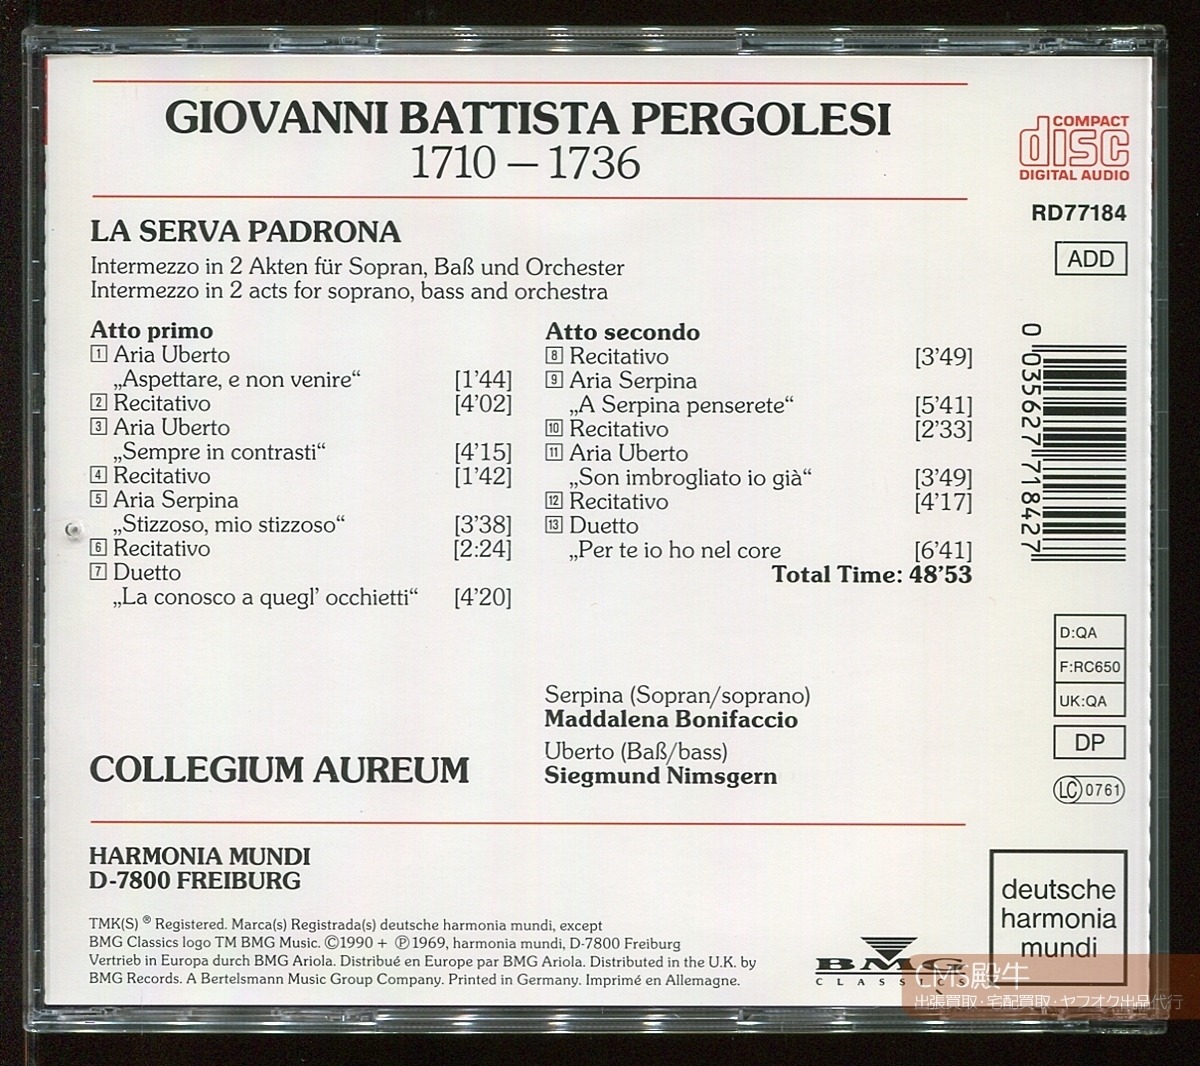 GIOVANNI BATTISTA PERGOLESI
1710 – 1736
COMPACT
disc
DIGITAL AUDIO
RD77184
ADD
LA SERVA PADRONA
Intermezzo in 2 Akten für Sopran, Baß und Orchester
Intermezzo in 2 acts for soprano, bass and orchestra
Atto primo
1 Aria Uberto
„Aspettare, e non venire“ [1’44]
2 Recitativo [4’02]
3 Aria Uberto
„Sempre in contrasti“ [4’15]
4 Recitativo [1’42]
5 Aria Serpina
„Stizzoso, mio stizzoso“ [3’38]
6 Recitativo [2:24]
7 Duetto
„La conosco a quegl’ occhietti“ [4’20]
Atto secondo
8 Recitativo [3’49]
9 Aria Serpina
„A Serpina penserete“ [5’41]
10 Recitativo [2’33]
11 Aria Uberto
„Son imbrogliato io già“ [3’49]
12 Recitativo [4’17]
13 Duetto
„Per te io ho nel core [6’41]
Total Time: 48’53
0 035627 718427
D:QA
F:RC650
UK:QA
DP
LC 0761
Serpina (Sopran/soprano)
Maddalena Bonifaccio
Uberto (Baß/bass)
Siegmund Nimsgern
COLLEGIUM AUREUM
HARMONIA MUNDI
D-7800 FREIBURG
TMK(S) ® Registered. Marca(s) Registrada(s) deutsche harmonia mundi, except
BMG Classics logo TM BMG Music. ©1990 + ℗1969, harmonia mundi, D-7800 Freiburg
Vertrieb in Europa durch BMG Ariola. Distribué en Europe par BMG Ariola. Distributed in the U.K. by
BMG Records. A Bertelsmann Music Group Company. Printed in Germany. Imprimé en Allemagne.
BMG
CLASSICS
deutsche
harmonia
mundi
CMs殿牛
出張買取・宅配買取・ヤフオク出品代行